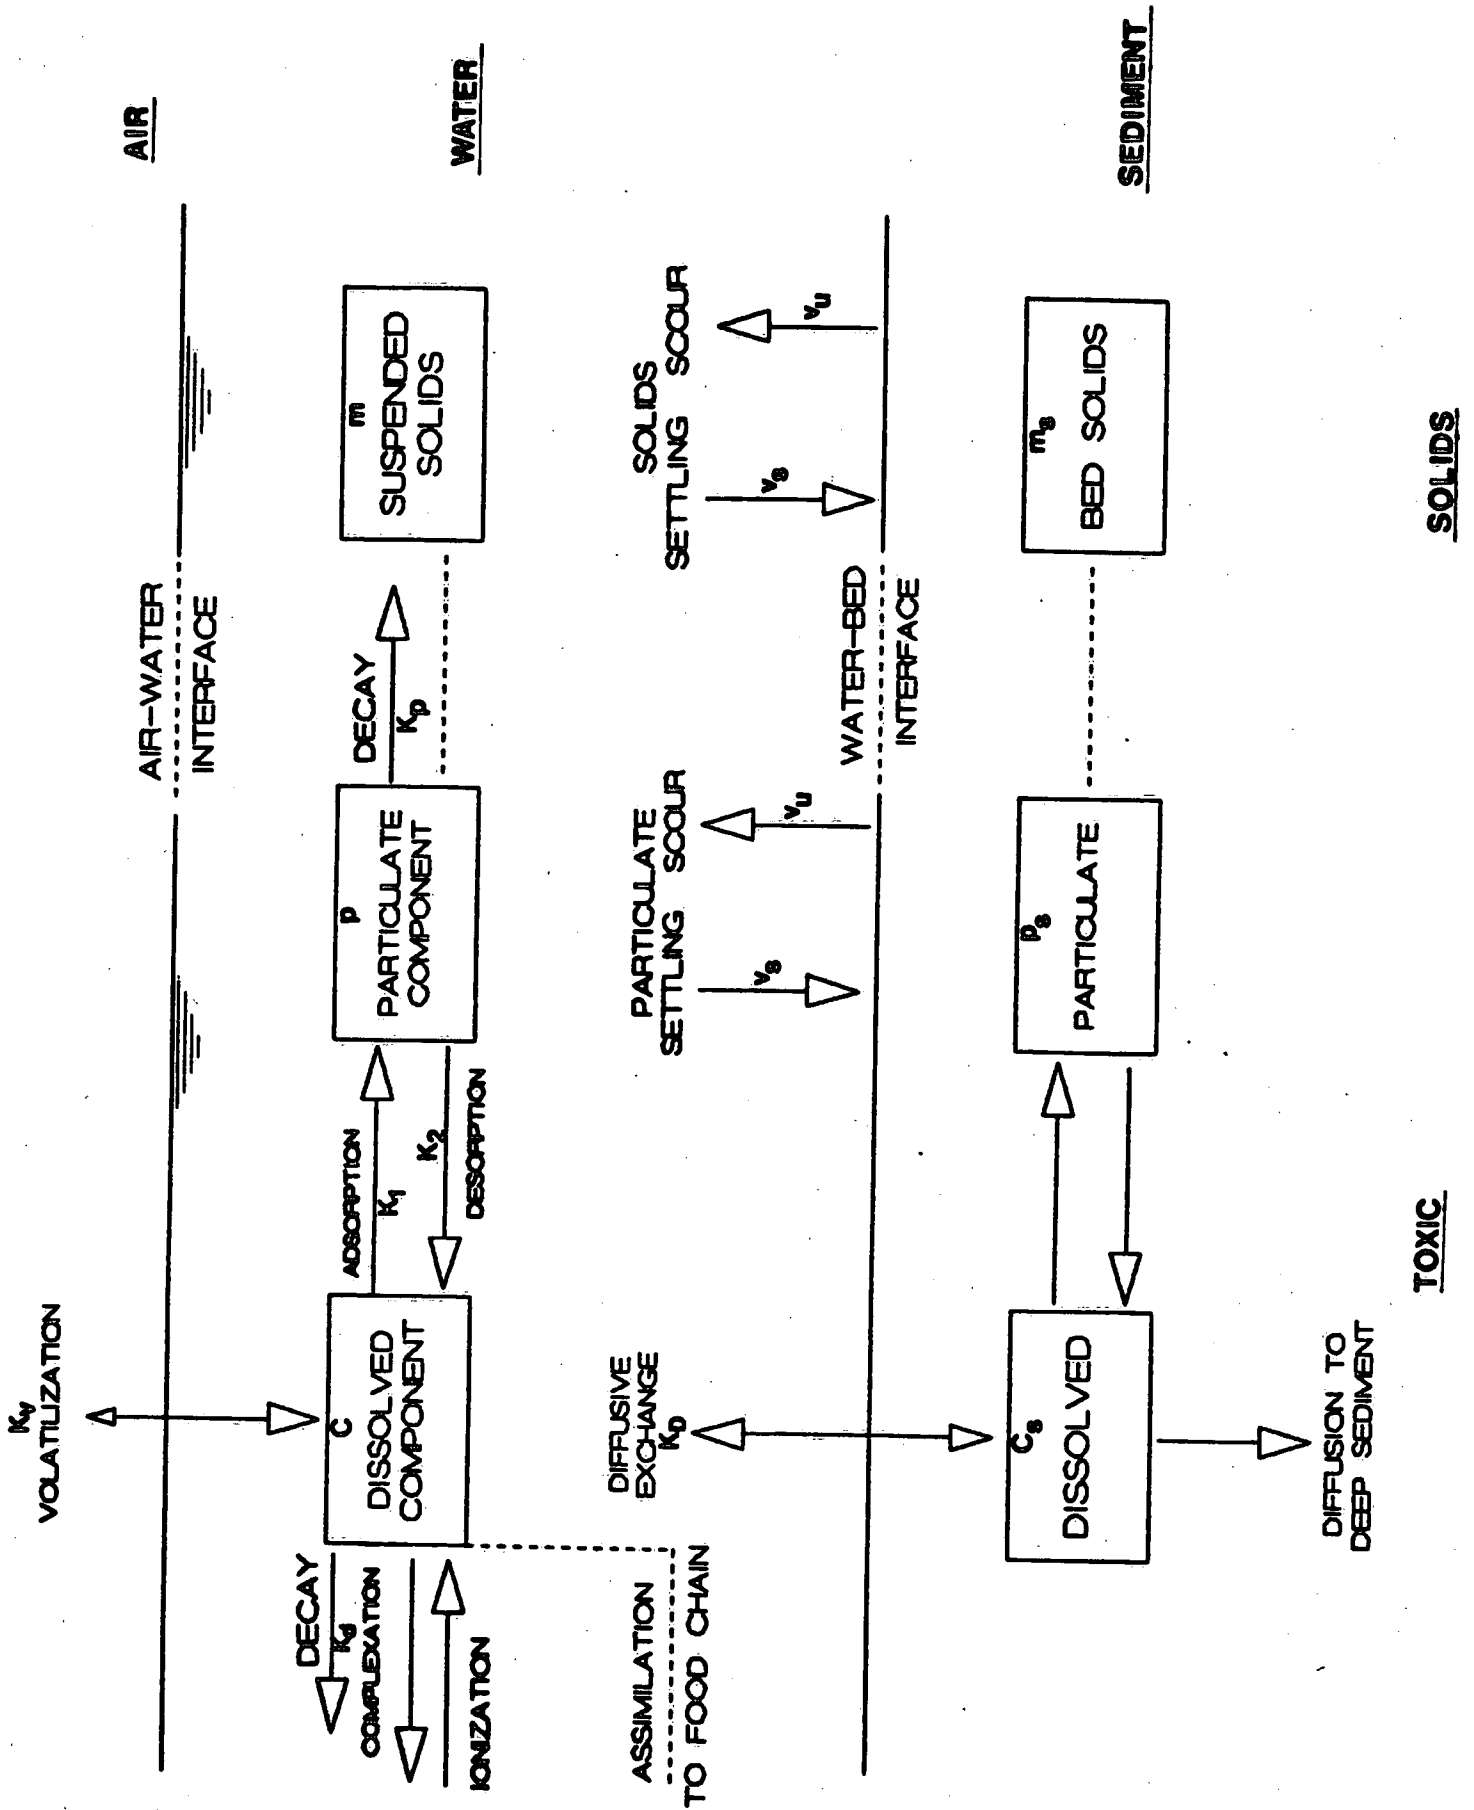 K_v
VOLATILIZATION
AIR
AIR-WATER
INTERFACE
WATER
DECAY
K_d
COMPLEXATION
IONIZATION
C
DISSOLVED
COMPONENT
ADSORPTION
K_1
K_2
DESORPTION
p
PARTICULATE
COMPONENT
DECAY
K_p
m
SUSPENDED
SOLIDS
ASSIMILATION
TO FOOD CHAIN
DIFFUSIVE
EXCHANGE
K_D
PARTICULATE
SETTLING SCOUR
v_s
v_u
SOLIDS
SETTLING SCOUR
v_s
v_u
WATER-BED
INTERFACE
C_s
DISSOLVED
p_s
PARTICULATE
m_s
BED SOLIDS
SEDIMENT
DIFFUSION TO
DEEP SEDIMENT
TOXIC
SOLIDS